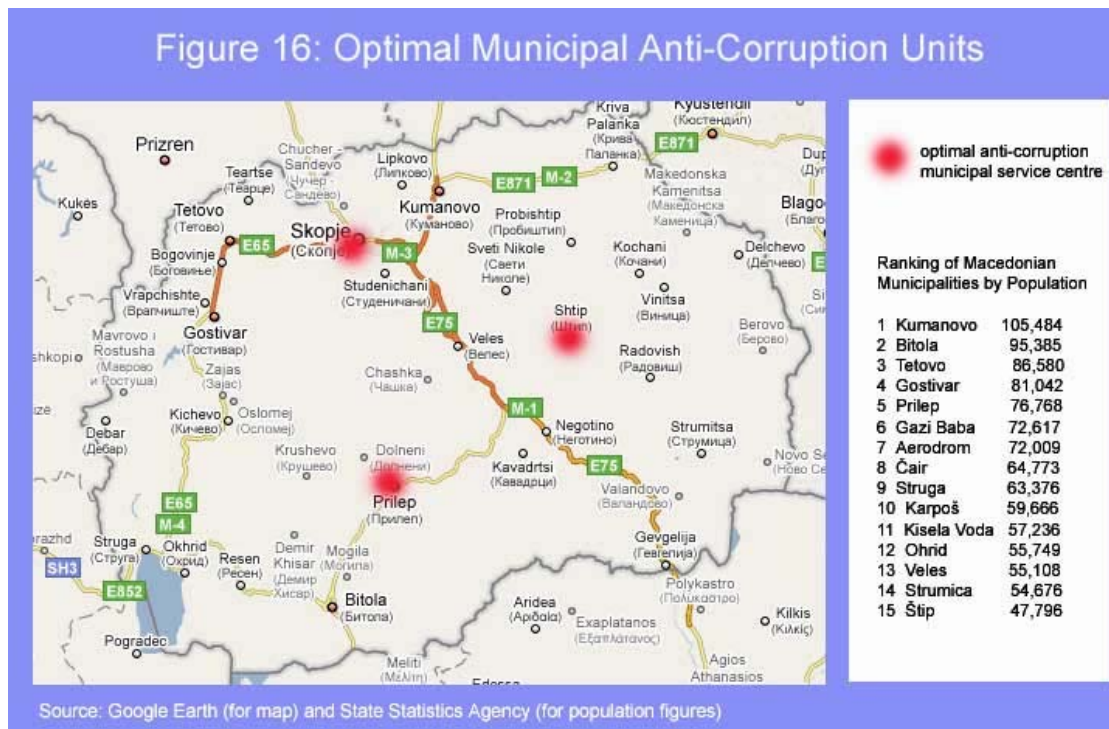 Figure 16: Optimal Municipal Anti-Corruption Units
Kyustendil
(Кюстендил)
Kriva
Palanka
(Крива
Паланка)
E871
Prizren
Chucher -
Sandevo
(Чучер -
Сандево)
Lipkovo
(Липково)
E871
M-2
Teartse
(Теарце)
Makedonska
Kamenitsa
(Македонска
Каменица)
Kukës
Tetovo
(Тетово)
Kumanovo
(Куманово)
Probishtip
(Пробиштип)
Skopje
E65
M-3
Bogovinje
(Боговиње)
Sveti Nikole
(Свети
Николе)
Kochani
(Кочани)
Delchevo
(Делчево)
Studenichani
(Студеничани)
Vrapchishte
(Врапчиште)
Vinitsa
(Виница)
Shtip
(Штип)
E75
Gostivar
(Гостивар)
Veles
(Велес)
Berovo
(Берово)
Mavrovo i
Rostusha
(Маврово
и Ростуша)
Radovish
(Радовиш)
Zajas
(Зајас)
Chashka
(Чашка)
M-1
Kichevo
(Кичево)
Oslomej
(Осломеј)
Debar
(Дебар)
Negotino
(Неготино)
Strumitsa
(Струмица)
Krushevo
(Крушево)
Dolneni
Kavadrtsi
(Кавадрци)
E75
Valandovo
(Валандово)
Prilep
(Прилеп)
E65
M-4
Struga
(Струга)
Okhrid
(Охрид)
Resen
(Ресен)
Demir
Khisar
(Демир
Хисар)
Mogila
(Могила)
Gevgelija
(Гевгелија)
SH3
E852
Bitola
(Битола)
Polykastro
(Πολύκαστρο)
Aridea
(Αριδαία)
Exaplatanos
(Εξαπλάτανος)
Kilkis
(Κιλκίς)
Pogradec
Meliti
(Μελίτη)
Agios
Athanasios
optimal anti-corruption
municipal service centre
Ranking of Macedonian
Municipalities by Population
1 Kumanovo 105,484
2 Bitola 95,385
3 Tetovo 86,580
4 Gostivar 81,042
5 Prilep 76,768
6 Gazi Baba 72,617
7 Aerodrom 72,009
8 Čair 64,773
9 Struga 63,376
10 Karpoš 59,666
11 Kisela Voda 57,236
12 Ohrid 55,749
13 Veles 55,108
14 Strumica 54,676
15 Štip 47,796
Source: Google Earth (for map) and State Statistics Agency (for population figures)